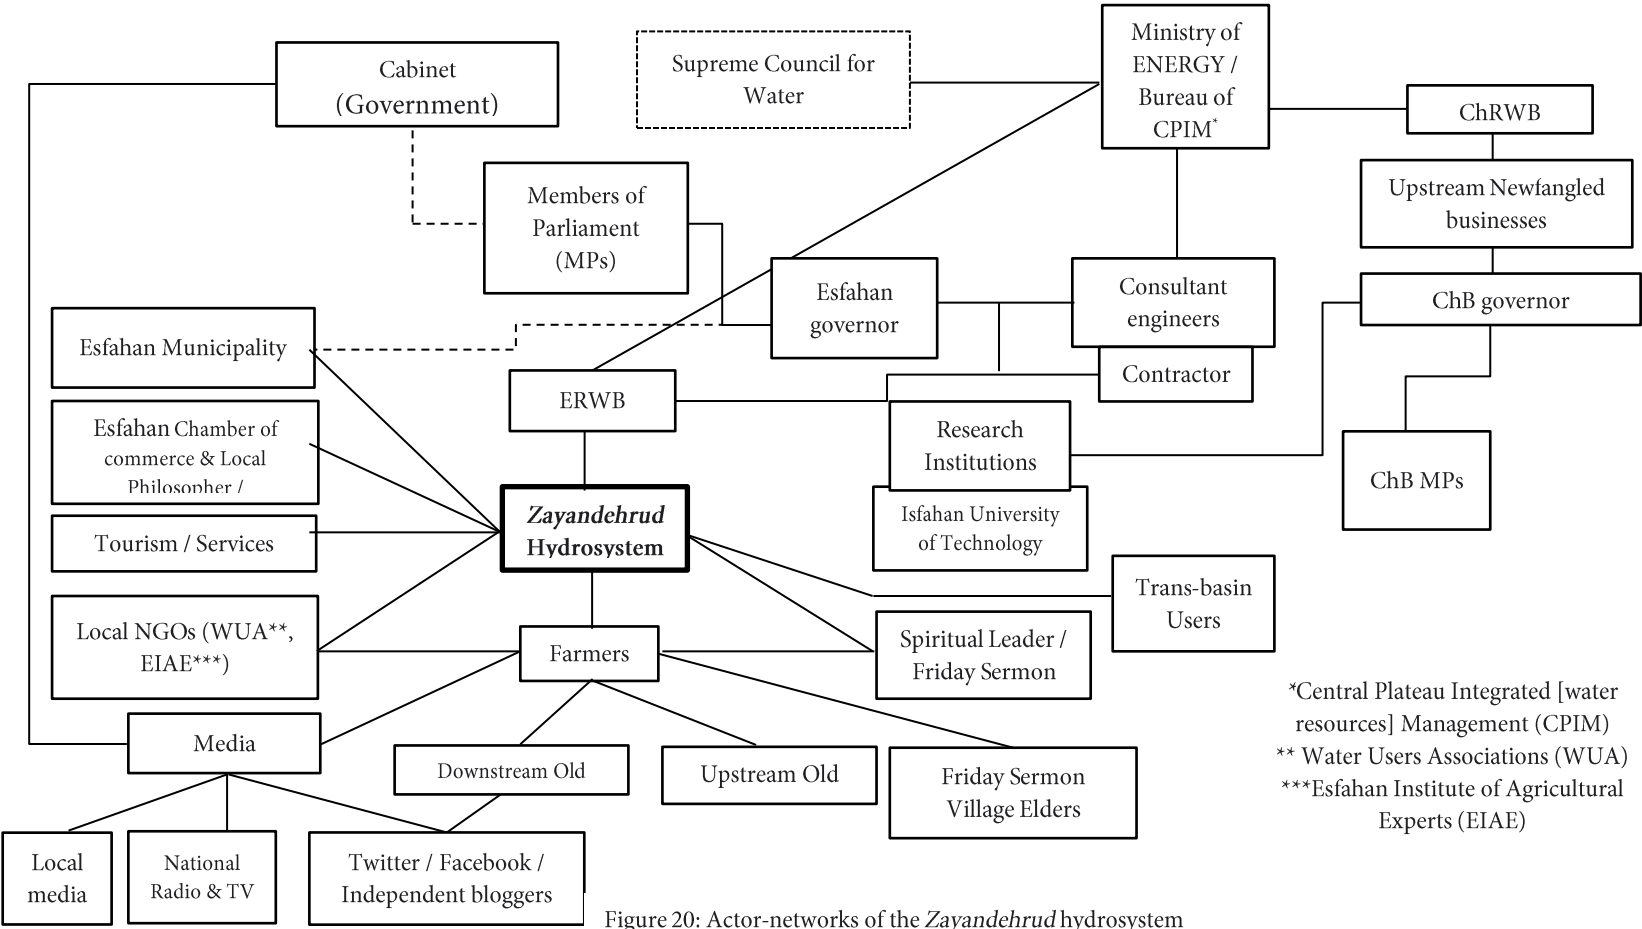 Cabinet
(Government)
Supreme Council for
Water
Ministry of
ENERGY /
Bureau of
CPIM*
ChRWB
Members of
Parliament
(MPs)
Upstream Newfangled
businesses
Esfahan
governor
Consultant
engineers
ChB governor
Esfahan Municipality
ERWB
Contractor
Esfahan Chamber of
commerce & Local
Philosopher /
Research
Institutions
ChB MPs
Zayandehrud
Hydrosystem
Isfahan University
of Technology
Tourism / Services
Trans-basin
Users
Local NGOs (WUA**,
EIAE***)
Farmers
Spiritual Leader /
Friday Sermon
Media
Downstream Old
Upstream Old
Friday Sermon
Village Elders
Local
media
National
Radio & TV
Twitter / Facebook /
Independent bloggers
*Central Plateau Integrated [water
resources] Management (CPIM)
** Water Users Associations (WUA)
***Esfahan Institute of Agricultural
Experts (EIAE)
Figure 20: Actor-networks of the Zayandehrud hydrosystem